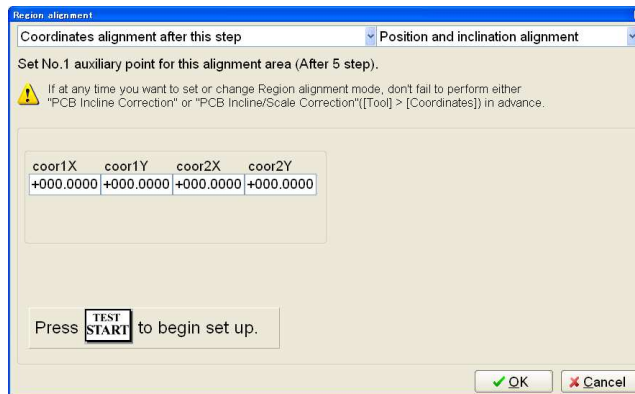 Region alignment
Coordinates alignment after this step
Position and inclination alignment
Set No.1 auxiliary point for this alignment area (After 5 step).
If at any time you want to set or change Region alignment mode, don't fail to perform either
"PCB Incline Correction" or "PCB Incline/Scale Correction"([Tool] > [Coordinates]) in advance.
coor1X coor1Y coor2X coor2Y
+000.0000 +000.0000 +000.0000 +000.0000
Press TEST START to begin set up.
OK Cancel